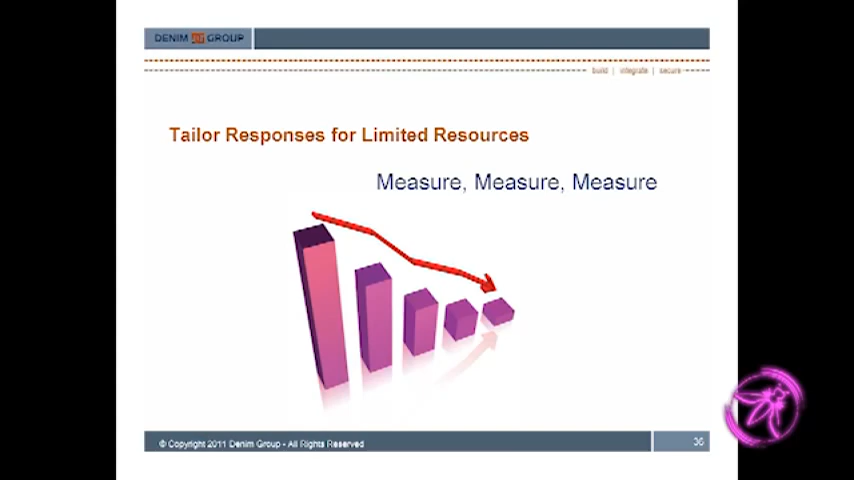 DENIM GROUP
build | integrate | secure
Tailor Responses for Limited Resources
Measure, Measure, Measure
© Copyright 2011 Denim Group - All Rights Reserved
36